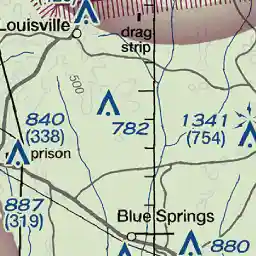 Louisville
drag
strip
500
840
(338)
782
1341
(754)
prison
887
(319)
Blue Springs
880